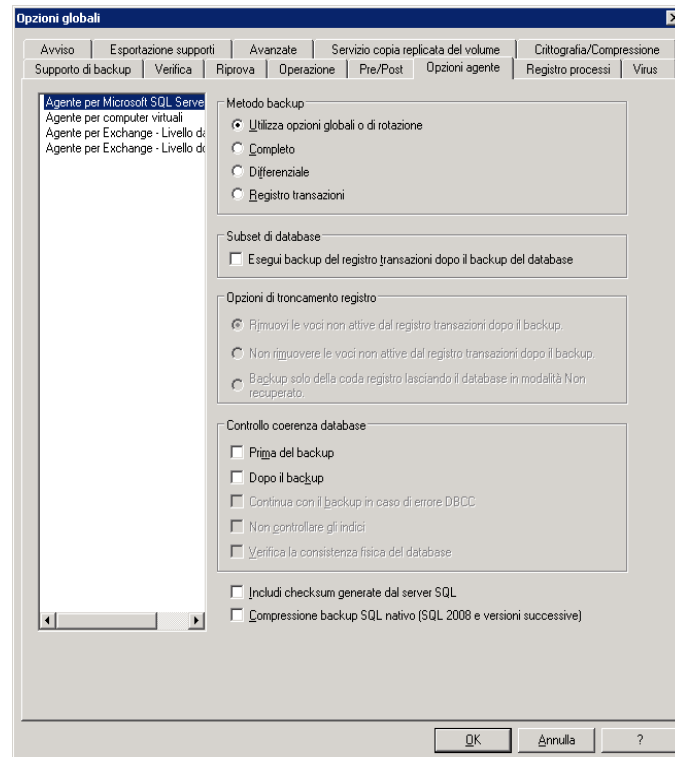 Opzioni globali
Avviso
Esportazione supporti
Avanzate
Servizio copia replicata del volume
Crittografia/Compressione
Supporto di backup
Verifica
Riprova
Operazione
Pre/Post
Opzioni agente
Registro processi
Virus
Agente per Microsoft SQL Serve
Agente per computer virtuali
Agente per Exchange - Livello da
Agente per Exchange - Livello do
Metodo backup
Utilizza opzioni globali o di rotazione
Completo
Differenziale
Registro transazioni
Subset di database
Esegui backup del registro transazioni dopo il backup del database
Opzioni di troncamento registro
Rimuovi le voci non attive dal registro transazioni dopo il backup.
Non rimuovere le voci non attive dal registro transazioni dopo il backup.
Backup solo della coda registro lasciando il database in modalità Non
recuperato.
Controllo coerenza database
Prima del backup
Dopo il backup
Continua con il backup in caso di errore DBCC
Non controllare gli indici
Verifica la consistenza fisica del database
Includi checksum generate dal server SQL
Compressione backup SQL nativo (SQL 2008 e versioni successive)
OK
Annulla
?